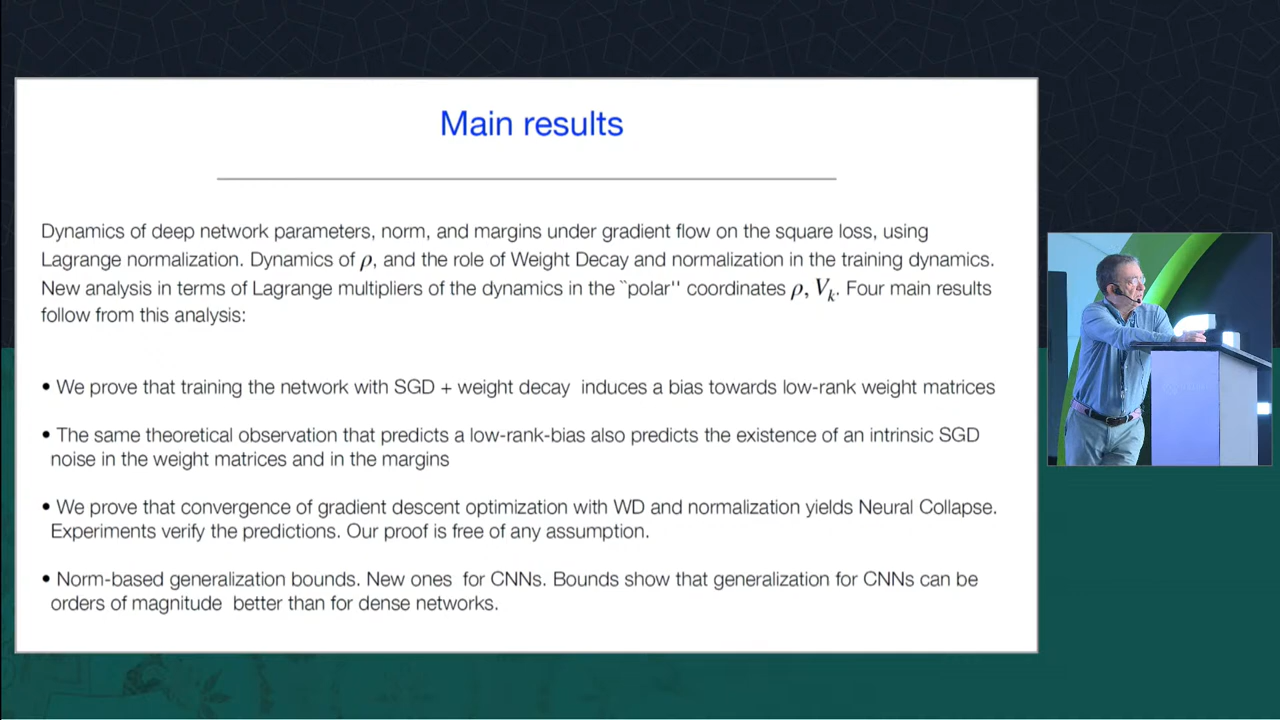 Main results
Dynamics of deep network parameters, norm, and margins under gradient flow on the square loss, using
Lagrange normalization. Dynamics of ρ, and the role of Weight Decay and normalization in the training dynamics.
New analysis in terms of Lagrange multipliers of the dynamics in the ``polar'' coordinates ρ, Vₖ. Four main results
follow from this analysis:
• We prove that training the network with SGD + weight decay induces a bias towards low-rank weight matrices
• The same theoretical observation that predicts a low-rank-bias also predicts the existence of an intrinsic SGD
noise in the weight matrices and in the margins
• We prove that convergence of gradient descent optimization with WD and normalization yields Neural Collapse.
Experiments verify the predictions. Our proof is free of any assumption.
• Norm-based generalization bounds. New ones for CNNs. Bounds show that generalization for CNNs can be
orders of magnitude better than for dense networks.